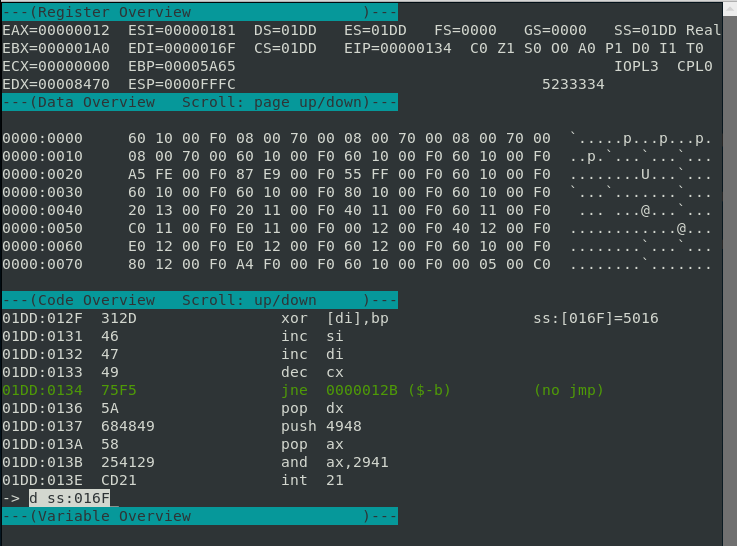 ---(Register Overview )---
EAX=00000012 ESI=00000181 DS=01DD ES=01DD FS=0000 GS=0000 SS=01DD Real
EBX=000001A0 EDI=0000016F CS=01DD EIP=00000134 C0 Z1 S0 O0 A0 P1 D0 I1 T0
ECX=00000000 EBP=00005A65 IOPL3 CPL0
EDX=00008470 ESP=0000FFFC 5233334
---(Data Overview Scroll: page up/down)---
0000:0000 60 10 00 F0 08 00 70 00 08 00 70 00 08 00 70 00 `.....p...p...p.
0000:0010 08 00 70 00 60 10 00 F0 60 10 00 F0 60 10 00 F0 ..p.`...`...`...
0000:0020 A5 FE 00 F0 87 E9 00 F0 55 FF 00 F0 60 10 00 F0 ........U...`...
0000:0030 60 10 00 F0 60 10 00 F0 80 10 00 F0 60 10 00 F0 `...`.......`...
0000:0040 20 13 00 F0 20 11 00 F0 40 11 00 F0 60 11 00 F0  ... ...@...`...
0000:0050 C0 11 00 F0 E0 11 00 F0 00 12 00 F0 40 12 00 F0 ............@...
0000:0060 E0 12 00 F0 E0 12 00 F0 60 12 00 F0 60 10 00 F0 ........`...`...
0000:0070 80 12 00 F0 A4 F0 00 F0 60 10 00 F0 00 05 00 C0 ........`.......
---(Code Overview Scroll: up/down )---
01DD:012F 312D xor [di],bp ss:[016F]=5016
01DD:0131 46 inc si
01DD:0132 47 inc di
01DD:0133 49 dec cx
01DD:0134 75F5 jne 0000012B ($-b) (no jmp)
01DD:0136 5A pop dx
01DD:0137 684849 push 4948
01DD:013A 58 pop ax
01DD:013B 254129 and ax,2941
01DD:013E CD21 int 21
-> d ss:016F_
---(Variable Overview )---